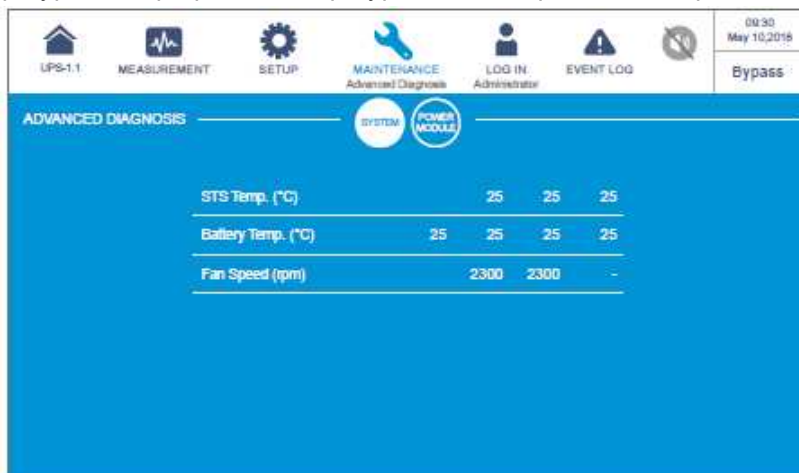 09:30
May 10,2018
UPS-1.1
MEASUREMENT
SETUP
MAINTENANCE
Advanced Diagnosis
LOG IN
Administrator
EVENT LOG
Bypass
ADVANCED DIAGNOSIS
SYSTEM
POWER
MODULE
STS Temp. (°C) 25 25 25
Battery Temp. (°C) 25 25 25 25
Fan Speed (rpm) 2300 2300 -